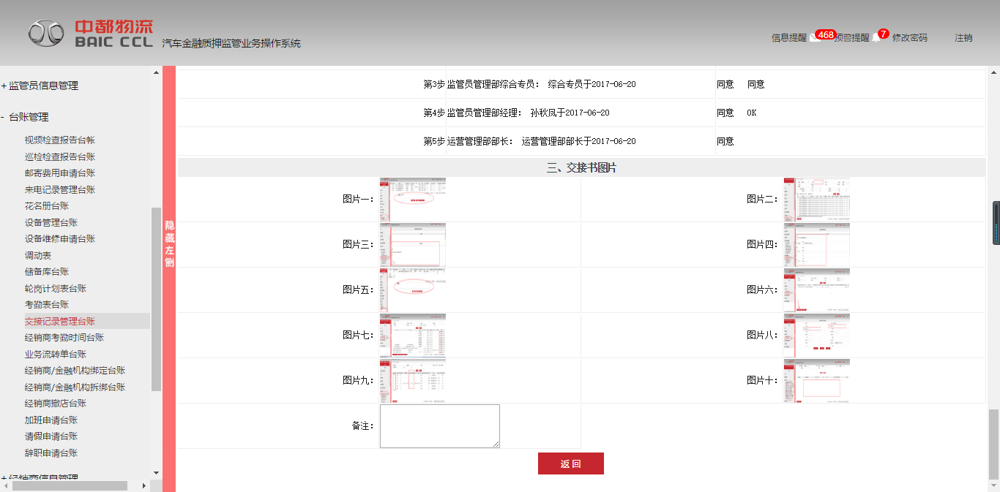 中都物流
BAIC CCL
汽车金融质押监管业务操作系统
信息提醒 468 预警提醒 7 修改密码 注销
+ 监管员信息管理
- 台账管理
视频检查报告台帐
巡检检查报告台账
邮寄费用申请台账
来电记录管理台账
花名册台账
设备管理台账
设备维修申请台账
调动表
储备库台账
轮岗计划表台账
考勤表台账
交接记录管理台账
经销商考勤时间台账
业务流转单台账
经销商/金融机构绑定台账
经销商/金融机构拆绑台账
经销商撤店台账
加班申请台账
请假申请台账
辞职申请台账
+ 经销商信息管理
隐藏左侧
第3步 监管员管理部综合专员： 综合专员于2017-06-20 同意 同意
第4步 监管员管理部经理： 孙秋凤于2017-06-20 同意 OK
第5步 运营管理部部长： 运营管理部部长于2017-06-20 同意
三、交接书图片
图片一： 图片二：
图片三： 图片四：
图片五： 图片六：
图片七： 图片八：
图片九： 图片十：
备注：
返 回